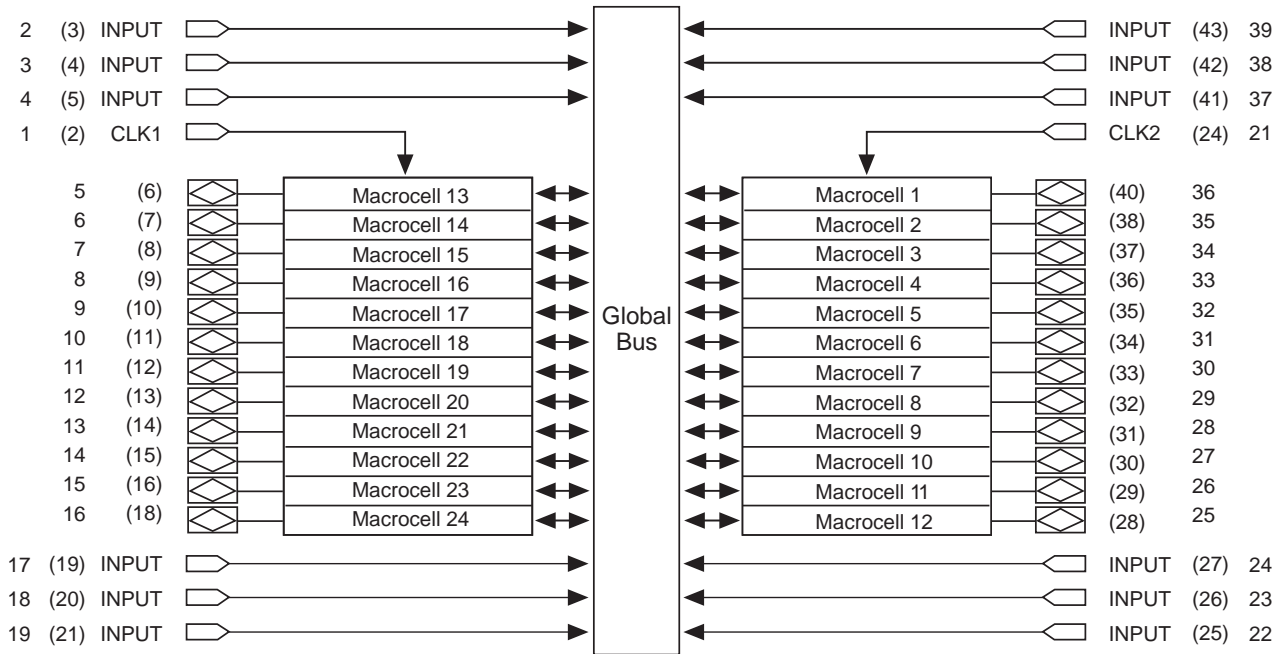 2 (3) INPUT INPUT (43) 39
3 (4) INPUT INPUT (42) 38
4 (5) INPUT INPUT (41) 37
1 (2) CLK1 CLK2 (24) 21
5 (6) Macrocell 13 Macrocell 1 (40) 36
6 (7) Macrocell 14 Macrocell 2 (38) 35
7 (8) Macrocell 15 Macrocell 3 (37) 34
8 (9) Macrocell 16 Macrocell 4 (36) 33
9 (10) Macrocell 17 Global Macrocell 5 (35) 32
10 (11) Macrocell 18 Bus Macrocell 6 (34) 31
11 (12) Macrocell 19 Macrocell 7 (33) 30
12 (13) Macrocell 20 Macrocell 8 (32) 29
13 (14) Macrocell 21 Macrocell 9 (31) 28
14 (15) Macrocell 22 Macrocell 10 (30) 27
15 (16) Macrocell 23 Macrocell 11 (29) 26
16 (18) Macrocell 24 Macrocell 12 (28) 25
17 (19) INPUT INPUT (27) 24
18 (20) INPUT INPUT (26) 23
19 (21) INPUT INPUT (25) 22